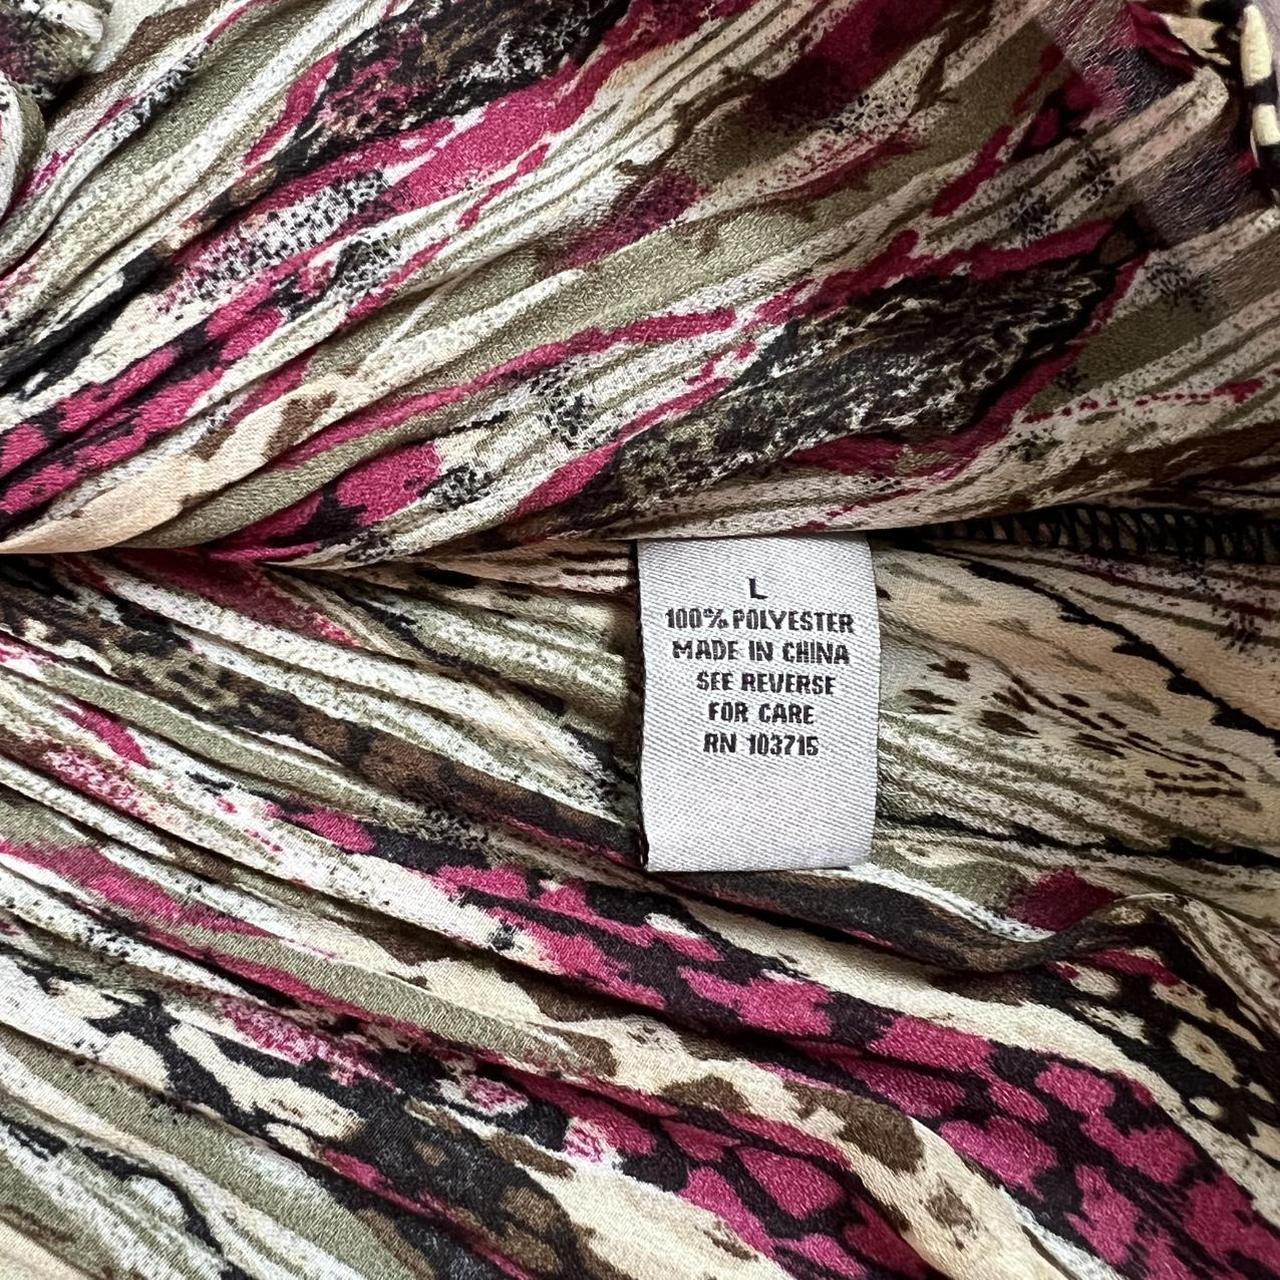 L
100% POLYESTER
MADE IN CHINA
SEE REVERSE
FOR CARE
RN 103715